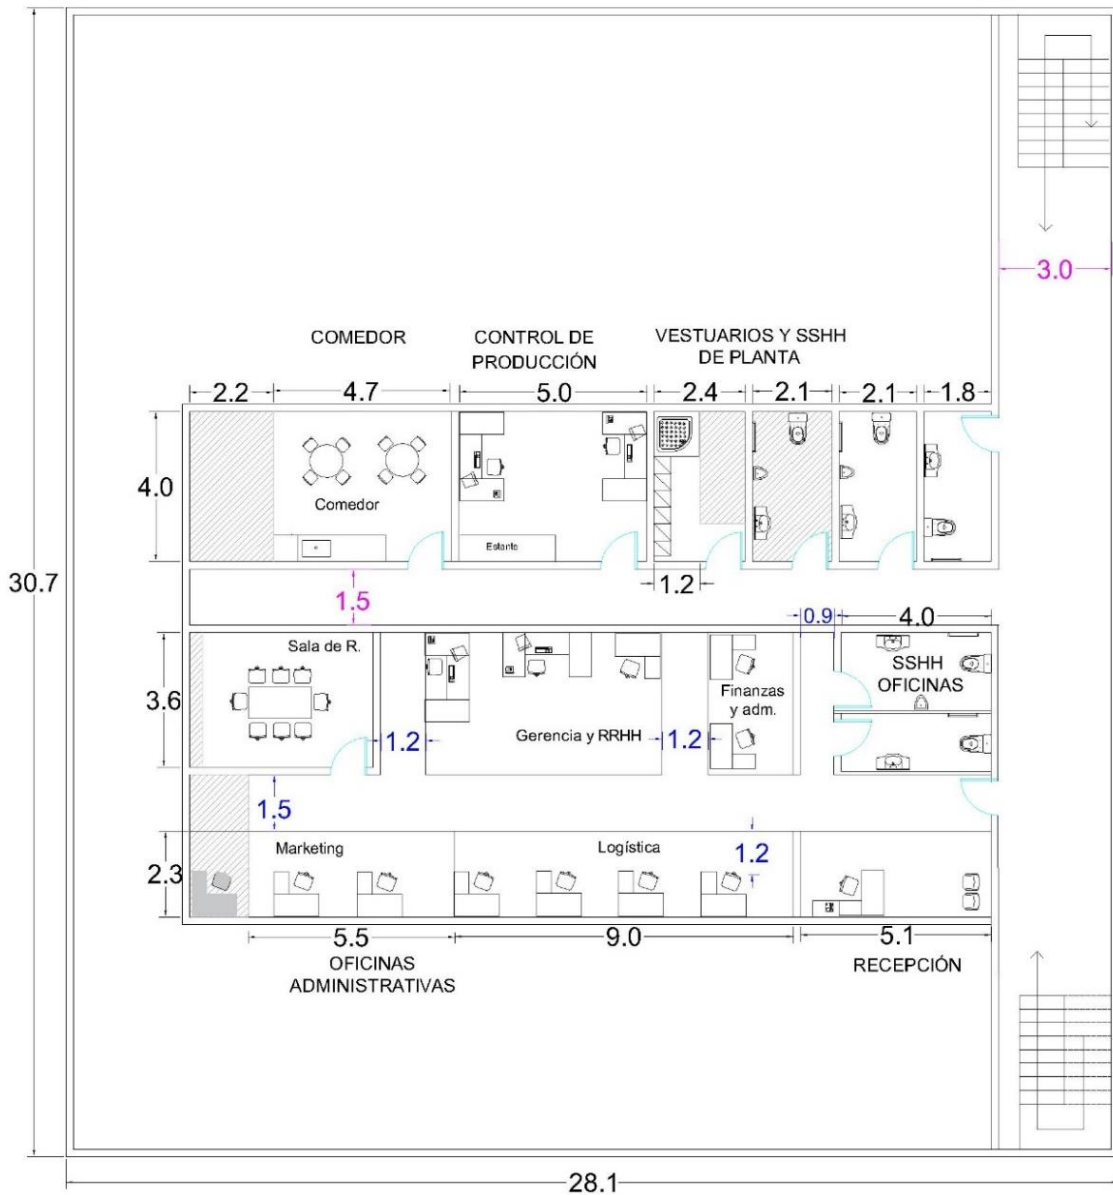 3.0
COMEDOR
CONTROL DE
PRODUCCIÓN
VESTUARIOS Y SSHH
DE PLANTA
2.2
4.7
5.0
2.4
2.1
2.1
1.8
4.0
Comedor
Estante
30.7
1.5
1.2
0.9
4.0
Sala de R.
SSHH
OFICINAS
3.6
Finanzas
y adm.
1.2
Gerencia y RRHH
1.2
1.5
2.3
Marketing
Logística
1.2
5.5
9.0
5.1
OFICINAS
ADMINISTRATIVAS
RECEPCIÓN
28.1